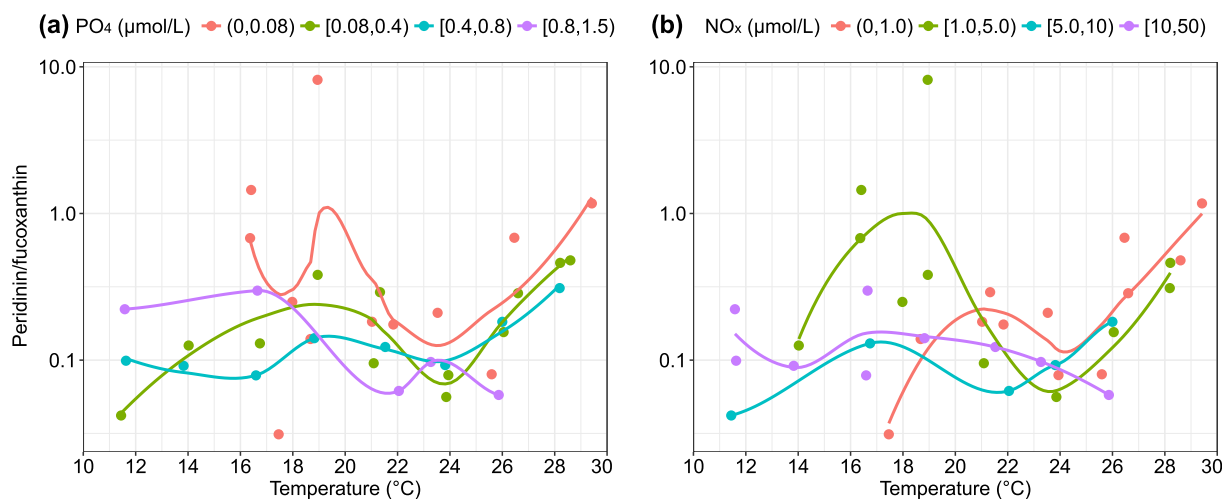 (a) PO4 (μmol/L) (0,0.08) [0.08,0.4) [0.4,0.8) [0.8,1.5)
10.0
1.0
0.1
10 12 14 16 18 20 22 24 26 28 30
Temperature (°C)
Peridinin/fucoxanthin
(b) NOx (μmol/L) (0,1.0) [1.0,5.0) [5.0,10) [10,50)
10.0
1.0
0.1
10 12 14 16 18 20 22 24 26 28 30
Temperature (°C)